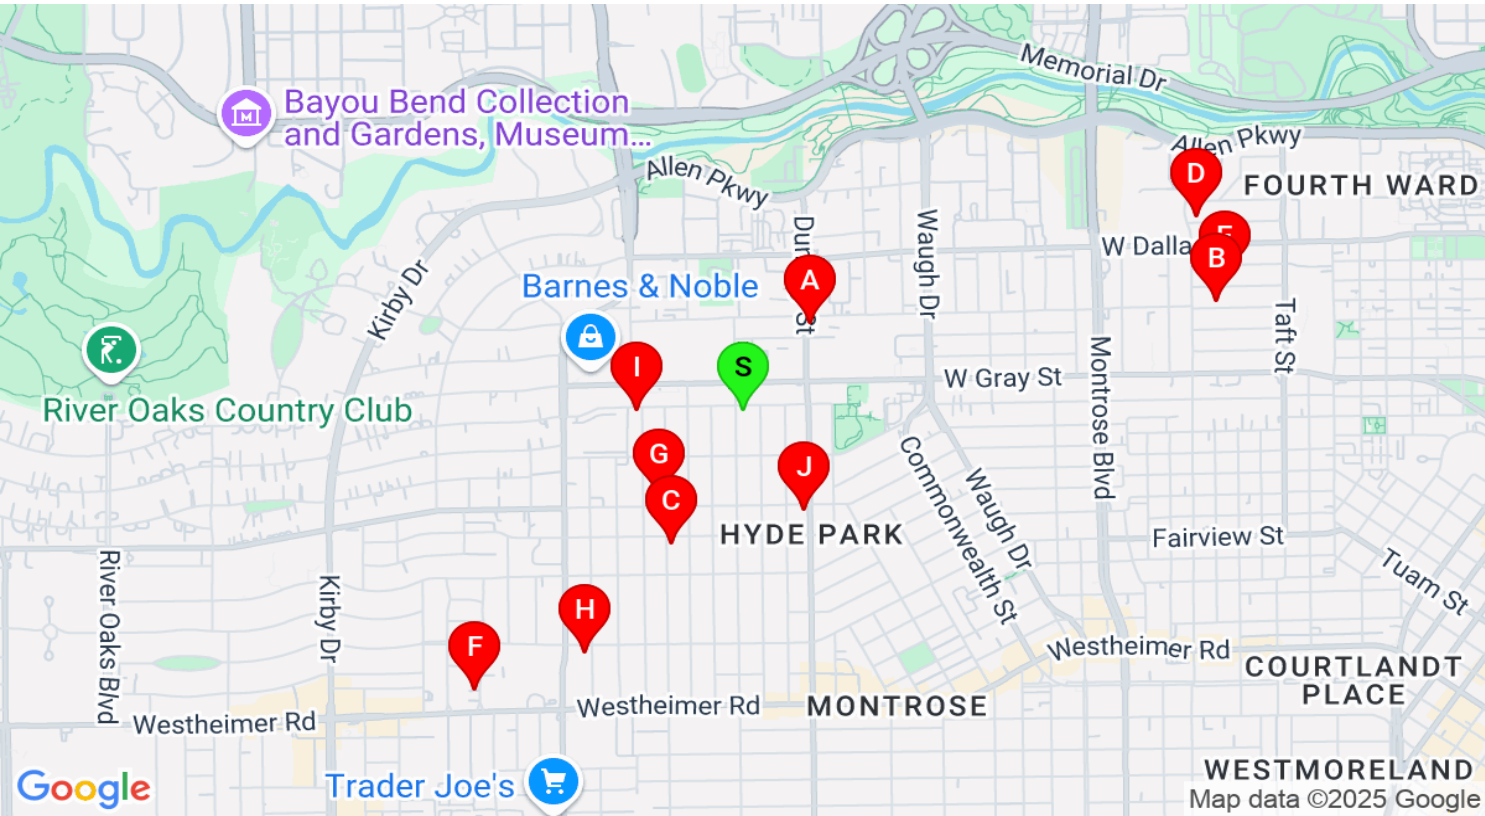 Memorial Dr
Bayou Bend Collection
and Gardens, Museum...
Allen Pkwy
Allen Pkwy
D
FOURTH WARD
Waugh Dr
W Dalla
B
Kirby Dr
Barnes & Noble
A
Taft St
I
S
W Gray St
Montrose Blvd
River Oaks Country Club
G
J
C
Commonwealth St
Waugh Dr
HYDE PARK
Fairview St
Tuam St
River Oaks Blvd
Kirby Dr
H
F
Westheimer Rd
COURTLANDT
PLACE
Westheimer Rd
MONTROSE
Westheimer Rd
Trader Joe's
WESTMORELAND
Google
Map data ©2025 Google